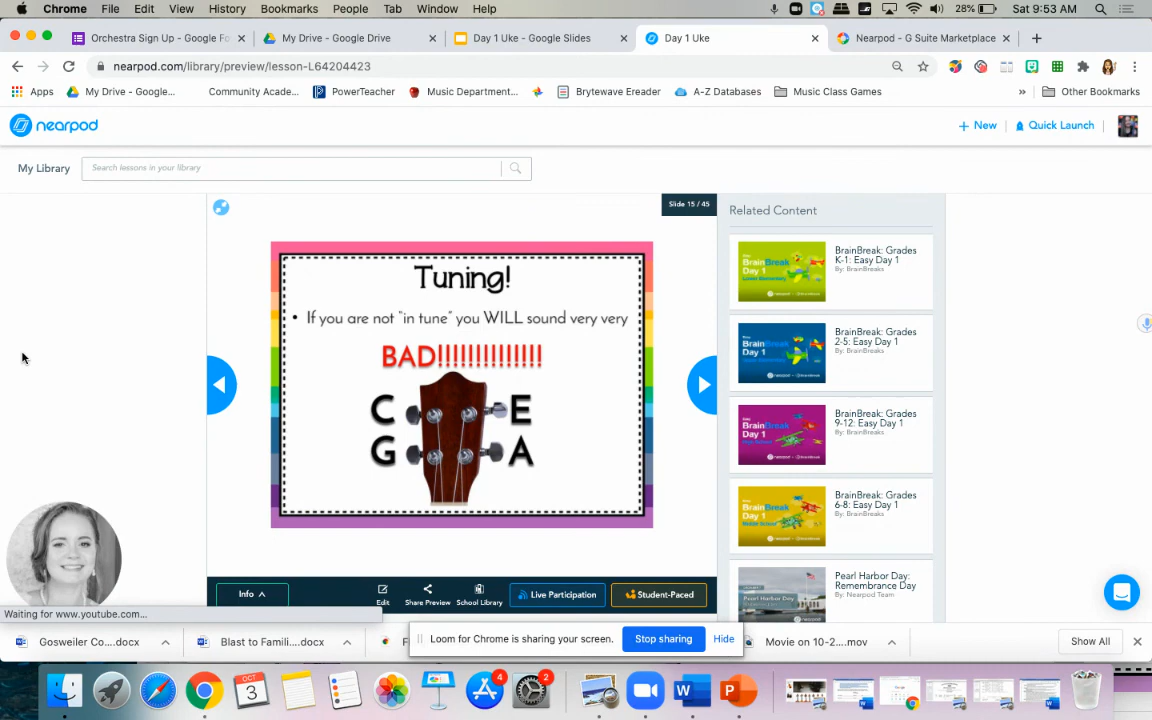 Chrome File Edit View History Bookmarks People Tab Window Help
28% Sat 9:53 AM
Orchestra Sign Up - Google Fo
My Drive - Google Drive
Day 1 Uke - Google Slides
Day 1 Uke
Nearpod - G Suite Marketplace
nearpod.com/library/preview/lesson-L64204423
Apps
My Drive - Google...
Community Acade...
PowerTeacher
Music Department...
Brytewave Ereader
A-Z Databases
Music Class Games
»
Other Bookmarks
nearpod
+ New
Quick Launch
My Library
Search lessons in your library
Slide 15 / 45
Related Content
Tuning!
• If you are not "in tune" you WILL sound very very
BAD!!!!!!!!!!!!!!
C E
G A
BrainBreak: Grades
K-1: Easy Day 1
By: BrainBreaks
BrainBreak: Grades
2-5: Easy Day 1
By: BrainBreaks
BrainBreak: Grades
9-12: Easy Day 1
By: BrainBreaks
BrainBreak: Grades
6-8: Easy Day 1
By: BrainBreaks
Pearl Harbor Day:
Remembrance Day
By: Nearpod Team
Info
Edit
Share Preview
School Library
Live Participation
Student-Paced
Waiting for www.youtube.com...
Gosweiler Co....docx
Blast to Famili....docx
Loom for Chrome is sharing your screen.
Stop sharing
Hide
Movie on 10-2....mov
Show All
OCT
3
4
2